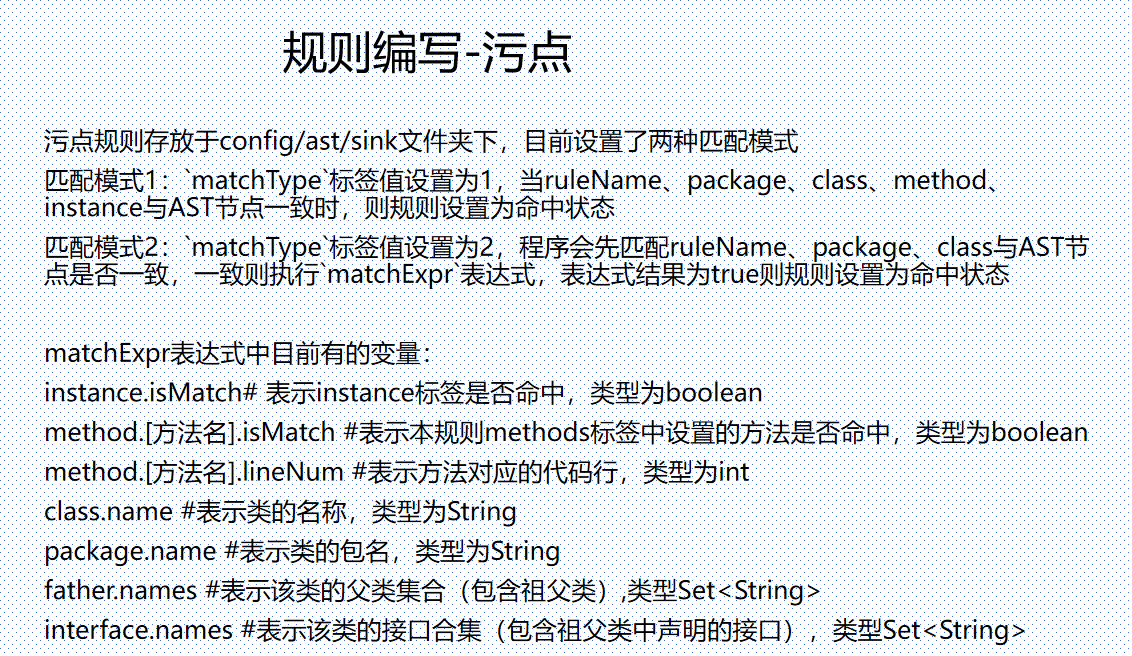 规则编写-污点
污点规则存放于config/ast/sink文件夹下，目前设置了两种匹配模式
匹配模式1：`matchType`标签值设置为1，当ruleName、package、class、method、
instance与AST节点一致时，则规则设置为命中状态
匹配模式2：`matchType`标签值设置为2，程序会先匹配ruleName、package、class与AST节
点是否一致，一致则执行`matchExpr`表达式，表达式结果为true则规则设置为命中状态
matchExpr表达式中目前有的变量：
instance.isMatch# 表示instance标签是否命中，类型为boolean
method.[方法名].isMatch #表示本规则methods标签中设置的方法是否命中，类型为boolean
method.[方法名].lineNum #表示方法对应的代码行，类型为int
class.name #表示类的名称，类型为String
package.name #表示类的包名，类型为String
father.names #表示该类的父类集合（包含祖父类）,类型Set<String>
interface.names #表示该类的接口合集（包含祖父类中声明的接口），类型Set<String>